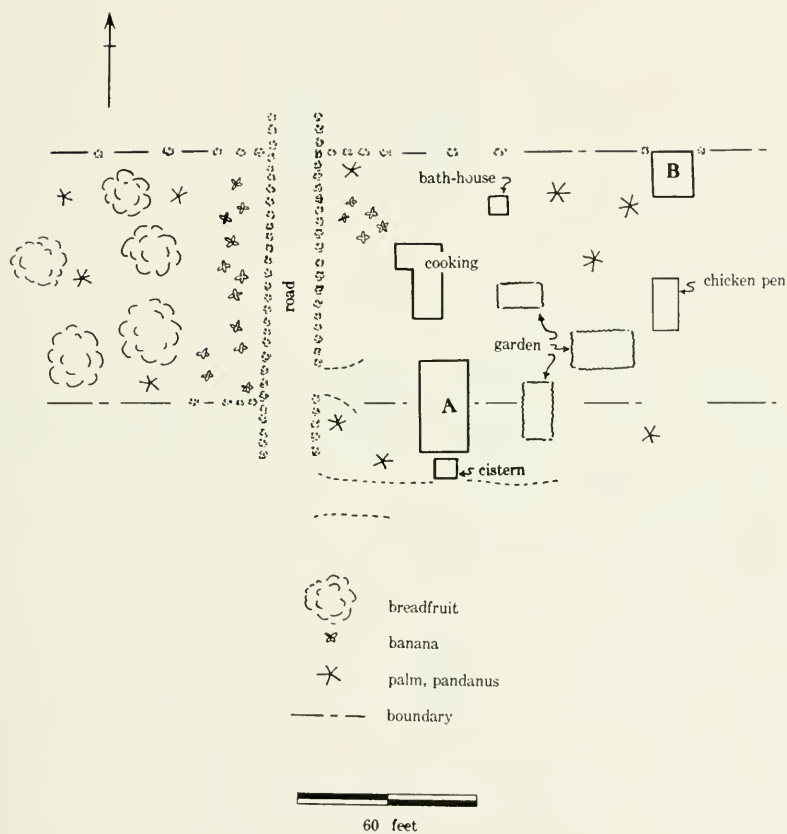 B
bath-house
cooking
chicken pen
road
garden
A
cistern
breadfruit
banana
palm, pandanus
boundary
60 feet